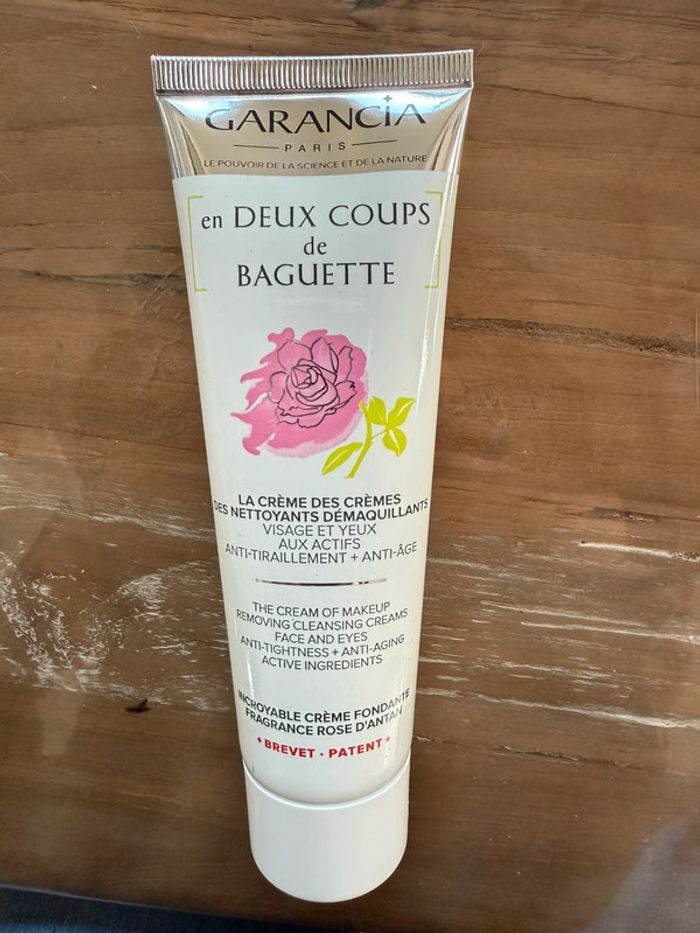 GARANCIA
PARIS
LE POUVOIR DE LA SCIENCE ET DE LA NATURE
en DEUX COUPS
de
BAGUETTE
LA CRÈME DES CRÈMES
DES NETTOYANTS DÉMAQUILLANTS
VISAGE ET YEUX
AUX ACTIFS
ANTI-TIRAILLEMENT + ANTI-ÂGE
THE CREAM OF MAKEUP
REMOVING CLEANSING CREAMS
FACE AND EYES
ANTI-TIGHTNESS + ANTI-AGING
ACTIVE INGREDIENTS
INCROYABLE CRÈME FONDANTE
FRAGRANCE ROSE D'ANTAN
+ BREVET · PATENT +